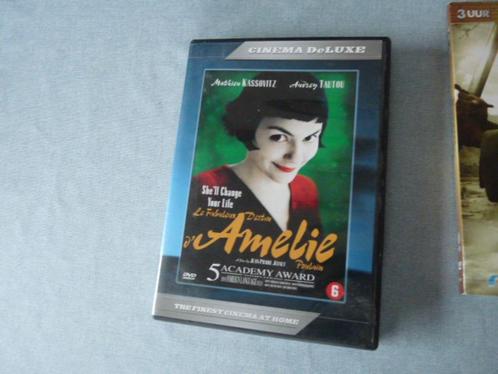 CINEMA DeLUXE
Mathieu KASSOVITZ Audrey TAUTOU
She'll Change
Your Life
Le Fabuleux Destin
d'Amelie
Poulain
a film by JEAN-PIERRE JEUNET
5 ACADEMY AWARD
DVD
6
THE FINEST CINEMA AT HOME
3 UUR